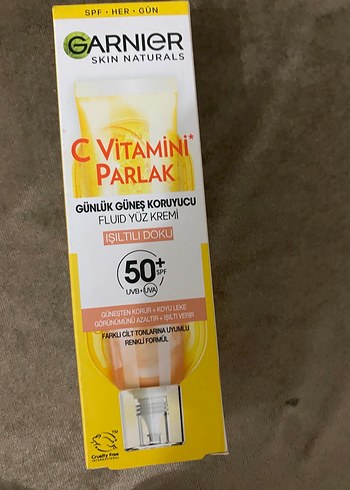 SPF • HER • GÜN
GARNIER
SKIN NATURALS
C VİTAMİNİ*
PARLAK
GÜNLÜK GÜNEŞ KORUYUCU
FLUID YÜZ KREMİ
IŞILTILI DOKU
50+
SPF
UVB+UVA
GÜNEŞTEN KORUR + KOYU LEKE
GÖRÜNÜMÜNÜ AZALTIR + IŞILTI VERİR
FARKLI CİLT TONLARINA UYUMLU
RENKLİ FORMÜL
TM
Cruelty Free